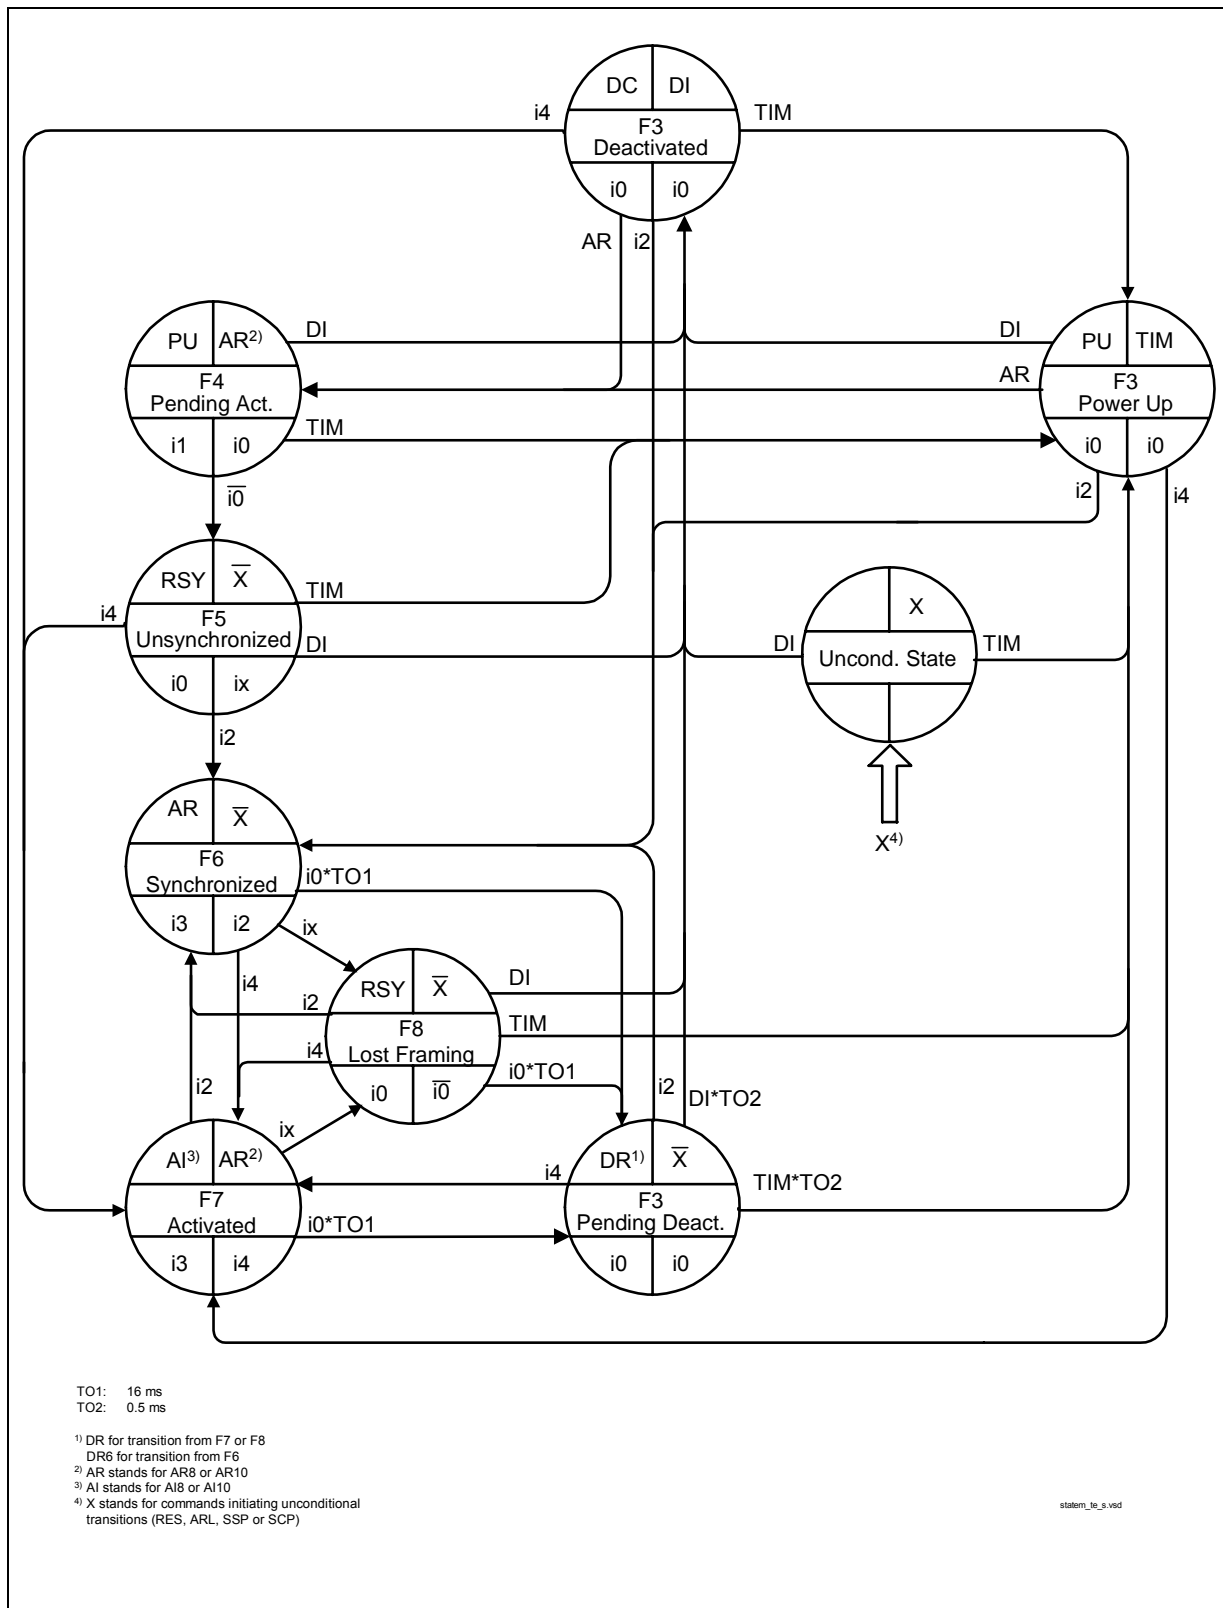 DC DI
i4
TIM
F3
Deactivated
i0 i0
AR
i2
PU AR2)
DI
DI
PU TIM
F4
Pending Act.
AR
F3
Power Up
i1 i0
TIM
i0 i0
i0
i2
i4
RSY X
TIM
X
i4
F5
Unsynchronized
DI
DI
Uncond. State
TIM
i0 ix
i2
AR X
X4)
F6
Synchronized
i0*TO1
i3 i2
ix
i4
RSY X
DI
i2
F8
Lost Framing
TIM
i4
i0 i0
i0*TO1
i2
i2
DI*TO2
ix
AI3) AR2)
DR1) X
i4
TIM*TO2
F7
Activated
i0*TO1
F3
Pending Deact.
i3 i4
i0 i0
TO1: 16 ms
TO2: 0.5 ms
1) DR for transition from F7 or F8
DR6 for transition from F6
2) AR stands for AR8 or AR10
3) AI stands for AI8 or AI10
4) X stands for commands initiating unconditional
transitions (RES, ARL, SSP or SCP)
statem_te_s.vsd